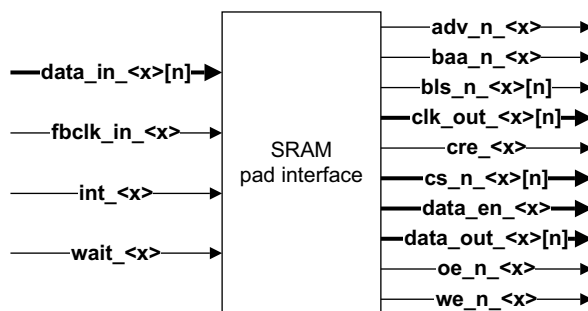 data_in_<x>[n]
fbclk_in_<x>
int_<x>
wait_<x>
SRAM
pad interface
adv_n_<x>
baa_n_<x>
bls_n_<x>[n]
clk_out_<x>[n]
cre_<x>
cs_n_<x>[n]
data_en_<x>
data_out_<x>[n]
oe_n_<x>
we_n_<x>